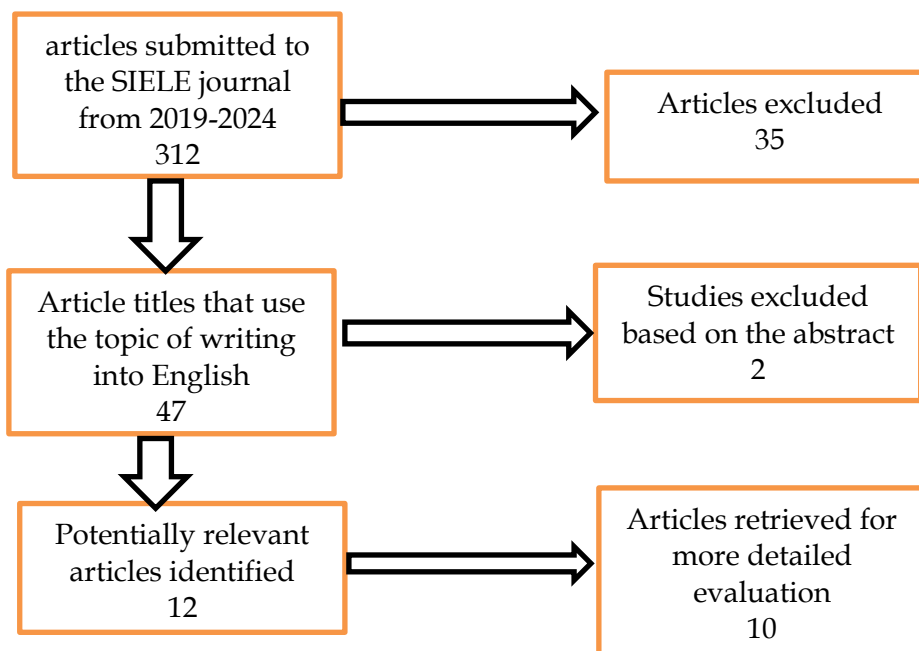 articles submitted to
the SIELE journal
from 2019-2024
312
Articles excluded
35
Article titles that use
the topic of writing
into English
47
Studies excluded
based on the abstract
2
Potentially relevant
articles identified
12
Articles retrieved for
more detailed
evaluation
10